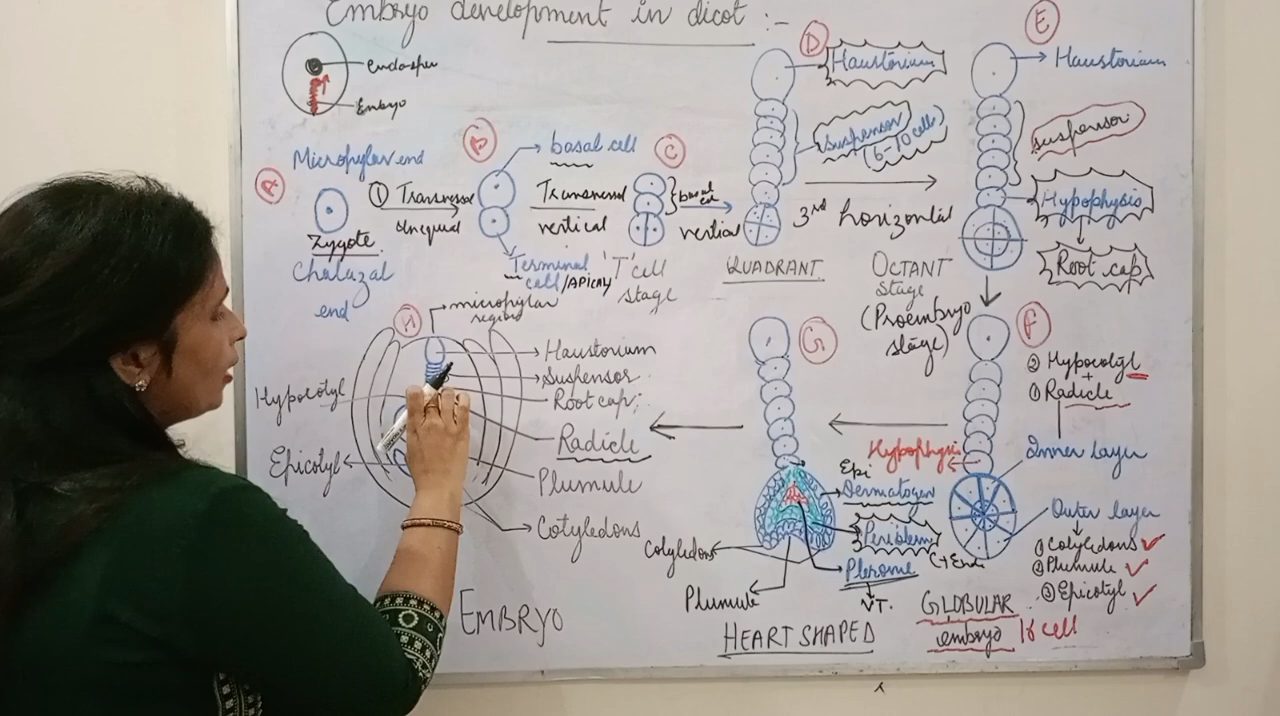 Embryo development in dicot :-
Endospe
Embryo
A
Micropylar end
Zygote
Chalazal
end
① Transverse
Unequal
B
basal cell
Terminal
cell/APICAL
Transverse
vertical
C
basal
cell
'T' cell
stage
vertical
D
Haustorium
Suspensor
(6-10 cells)
QUADRANT
3rd horizontal
OCTANT
stage
(Proembryo
stage)
E
Haustorium
Suspensor
Hypophysis
Root cap
F
② Hypocotyl
+
① Radicle
Inner layer
Hypophysis
Outer layer
① Cotyledons ✓
② Plumule ✓
③ Epicotyl ✓
GLOBULAR
embryo 16 cell
G
Epi
Dermatogen
Periblem
Plerome
V.T.
Cotyledons
Plumule
HEART SHAPED
H
micropylar
region
Haustorium
Suspensor
Root cap;
Radicle
Plumule
Cotyledons
Hypocotyl
Epicotyl
EMBRYO